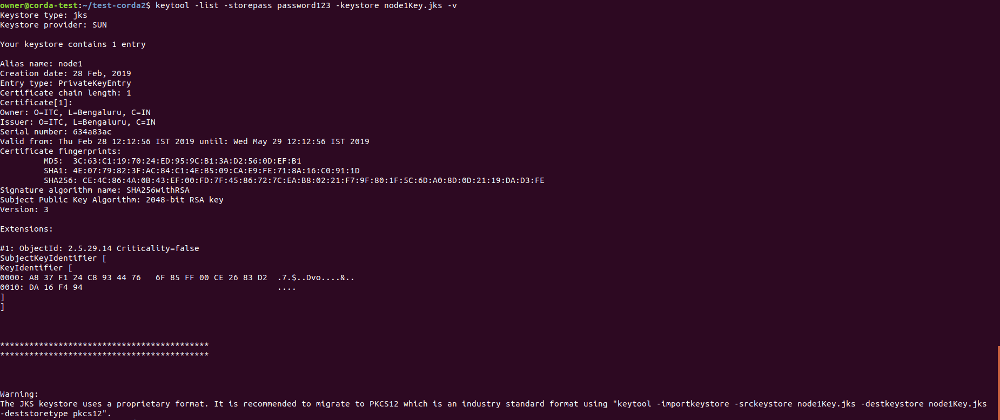 owner@corda-test:~/test-corda2$ keytool -list -storepass password123 -keystore node1Key.jks -v
Keystore type: jks
Keystore provider: SUN

Your keystore contains 1 entry

Alias name: node1
Creation date: 28 Feb, 2019
Entry type: PrivateKeyEntry
Certificate chain length: 1
Certificate[1]:
Owner: O=ITC, L=Bengaluru, C=IN
Issuer: O=ITC, L=Bengaluru, C=IN
Serial number: 634a83ac
Valid from: Thu Feb 28 12:12:56 IST 2019 until: Wed May 29 12:12:56 IST 2019
Certificate fingerprints:
         MD5:  3C:63:C1:19:70:24:ED:95:9C:B1:3A:D2:56:0D:EF:B1
         SHA1: 4E:07:79:82:3F:AC:84:C1:4E:B5:09:CA:E9:FE:71:8A:16:C0:91:1D
         SHA256: CE:4C:86:4A:0B:43:EF:00:FD:7F:45:86:72:7C:EA:B8:02:21:F7:9F:80:1F:5C:6D:A0:8D:0D:21:19:DA:D3:FE
Signature algorithm name: SHA256withRSA
Subject Public Key Algorithm: 2048-bit RSA key
Version: 3

Extensions:

#1: ObjectId: 2.5.29.14 Criticality=false
SubjectKeyIdentifier [
KeyIdentifier [
0000: A8 37 F1 24 C8 93 44 76   6F 85 FF 00 CE 26 83 D2  .7.$..Dvo....&..
0010: DA 16 F4 94                                        ....
]
]

*******************************************
*******************************************

Warning:
The JKS keystore uses a proprietary format. It is recommended to migrate to PKCS12 which is an industry standard format using "keytool -importkeystore -srckeystore node1Key.jks -destkeystore node1Key.jks
-deststoretype pkcs12".